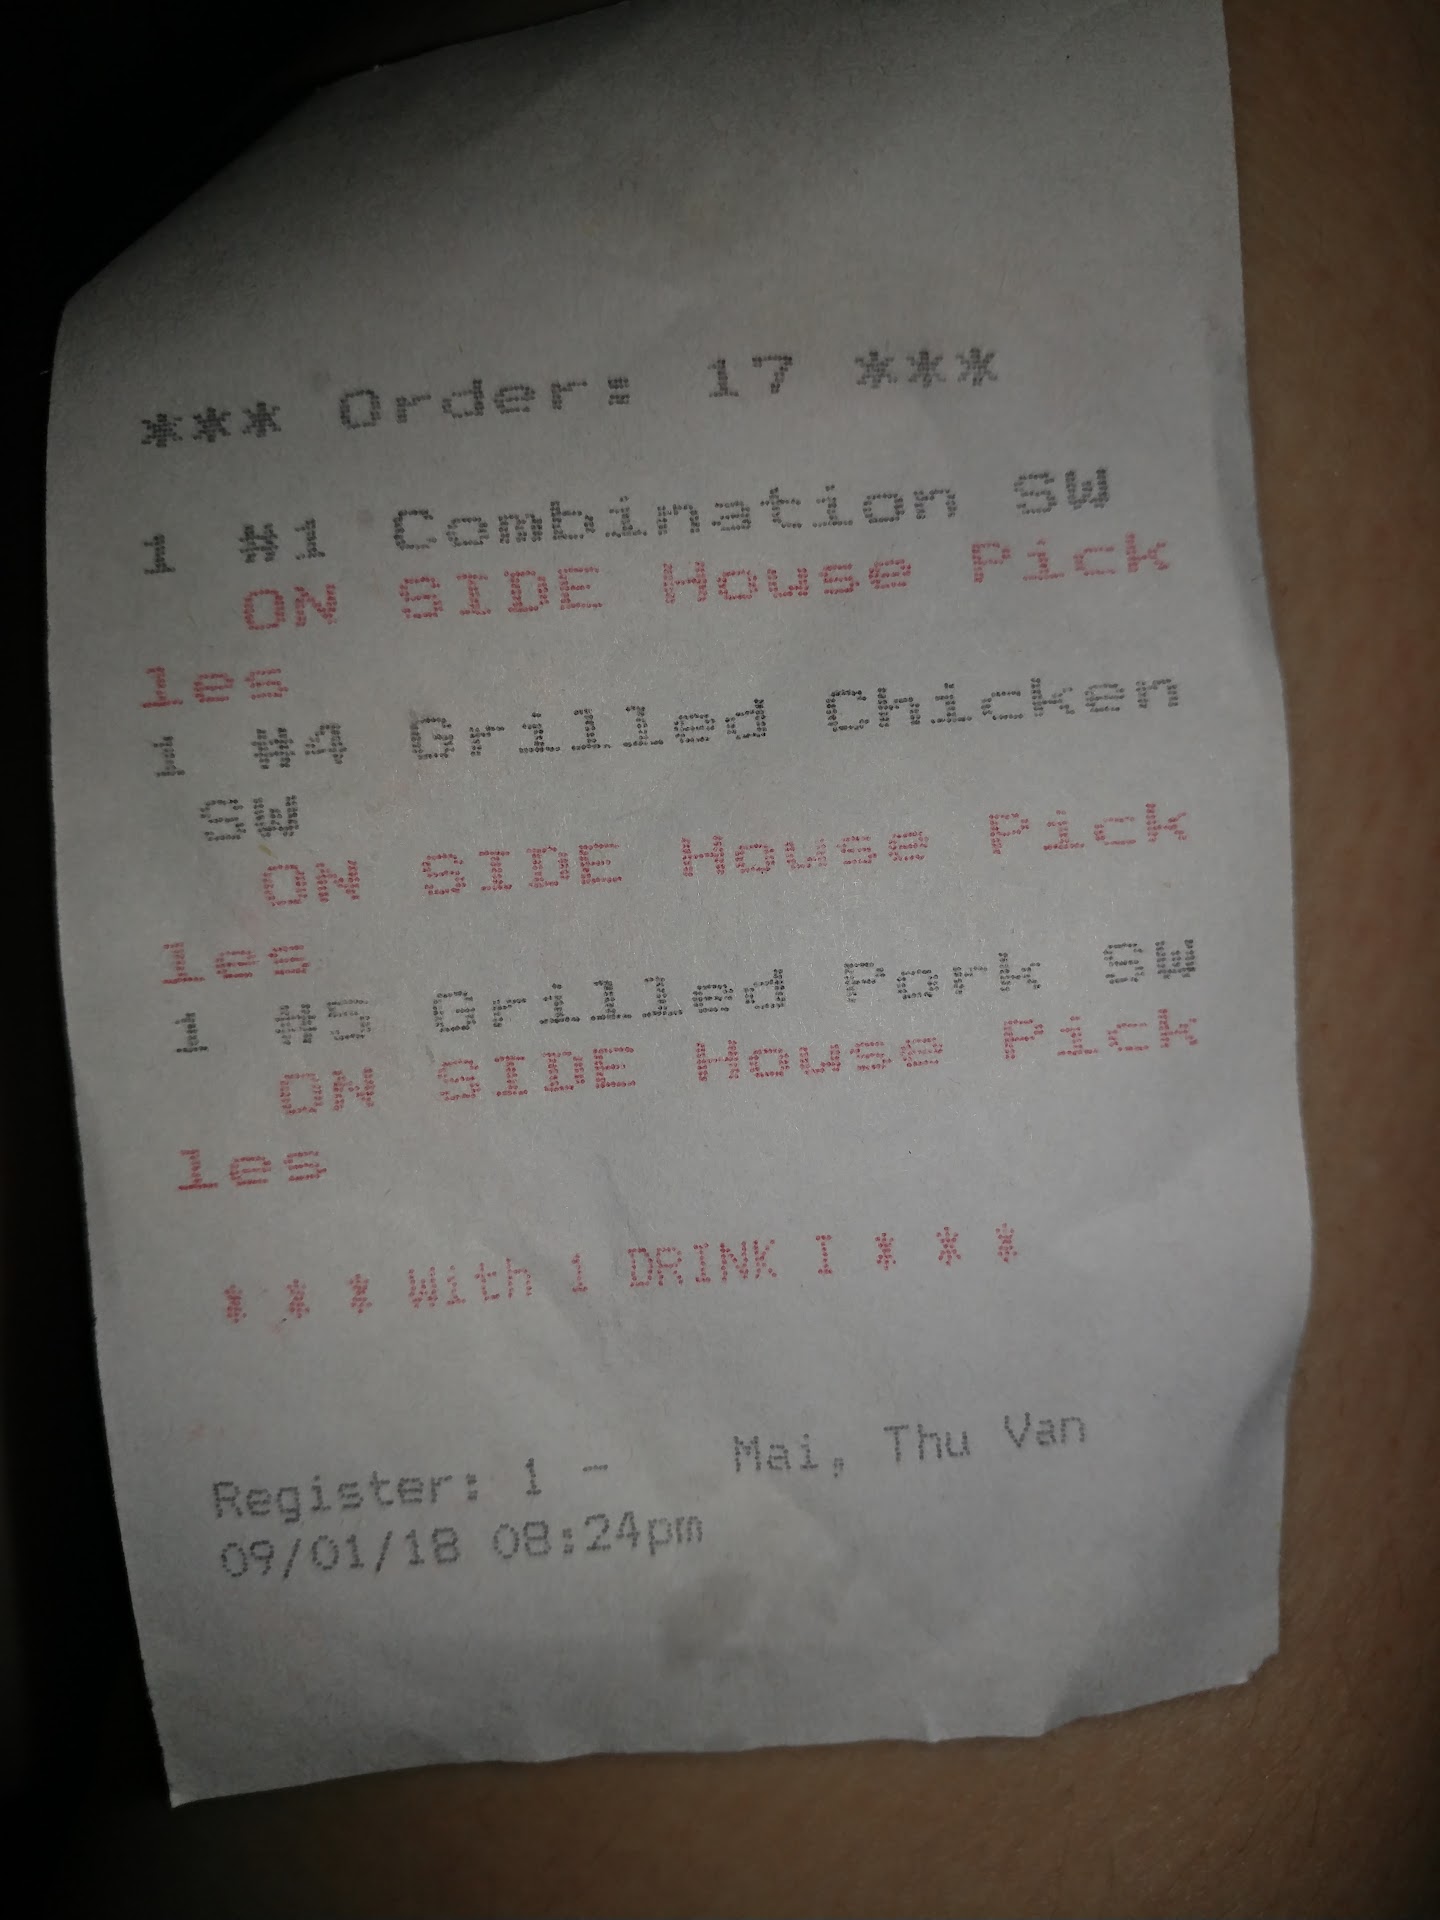 *** Order: 17 ***
1 #1 Combination SW
ON SIDE House Pick
les
1 #4 Grilled Chicken
SW
ON SIDE House Pick
les
1 #5 Grilled Pork SW
ON SIDE House Pick
les
* * * With 1 DRINK I * * *
Register: 1 - Mai, Thu Van
09/01/18 08:24pm